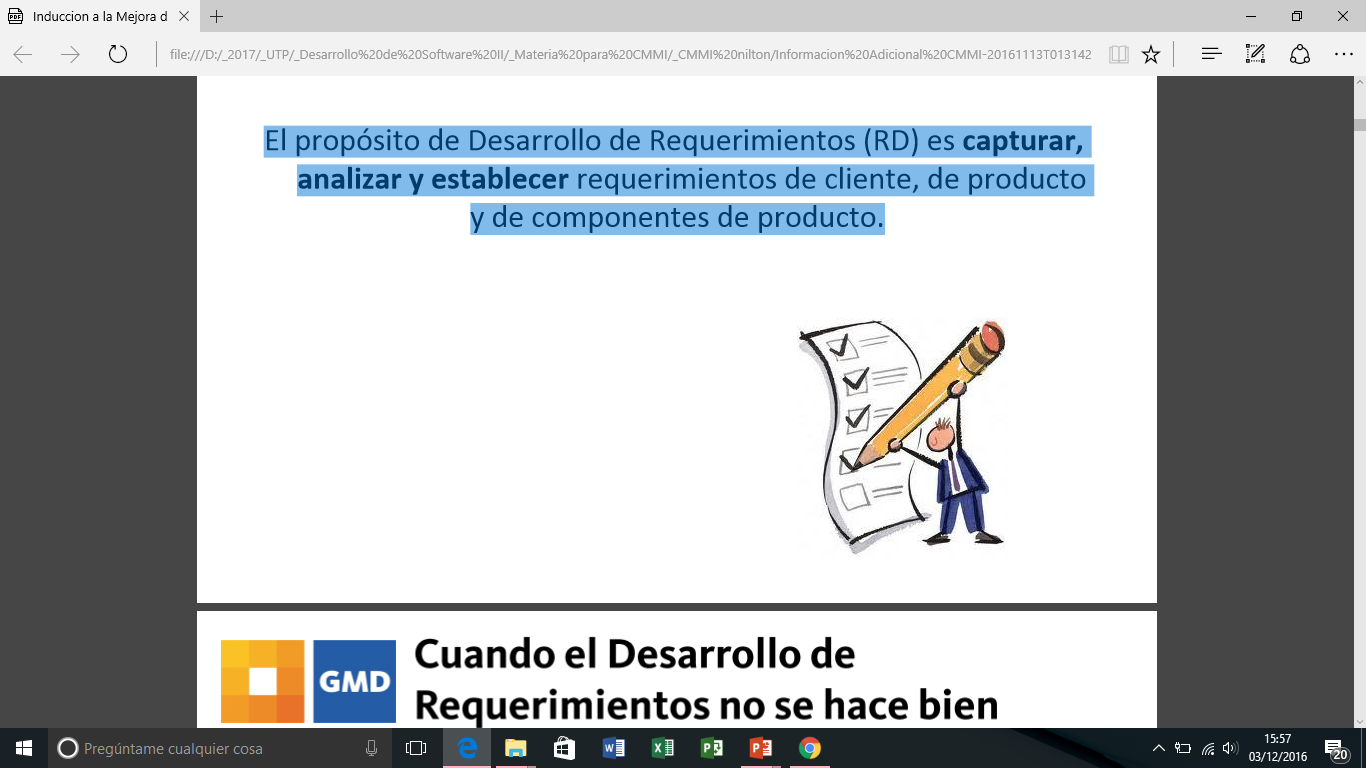 Induccion a la Mejora d
file:///D:/_2017/_UTP/_Desarrollo%20de%20Software%20II/_Materia%20para%20CMMI/_CMMI%20nilton/Informacion%20Adicional%20CMMI-20161113T013142
El propósito de Desarrollo de Requerimientos (RD) es capturar,
analizar y establecer requerimientos de cliente, de producto
y de componentes de producto.
GMD
Cuando el Desarrollo de
Requerimientos no se hace bien
Pregúntame cualquier cosa
15:57
03/12/2016
20